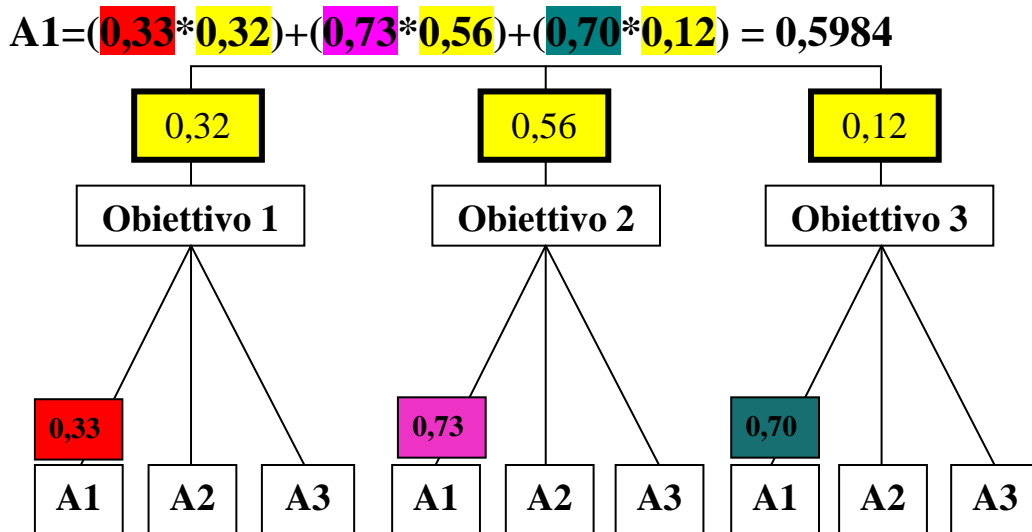 A1=(0,33*0,32)+(0,73*0,56)+(0,70*0,12) = 0,5984
0,32 0,56 0,12
Obiettivo 1 Obiettivo 2 Obiettivo 3
0,33 0,73 0,70
A1 A2 A3 A1 A2 A3 A1 A2 A3